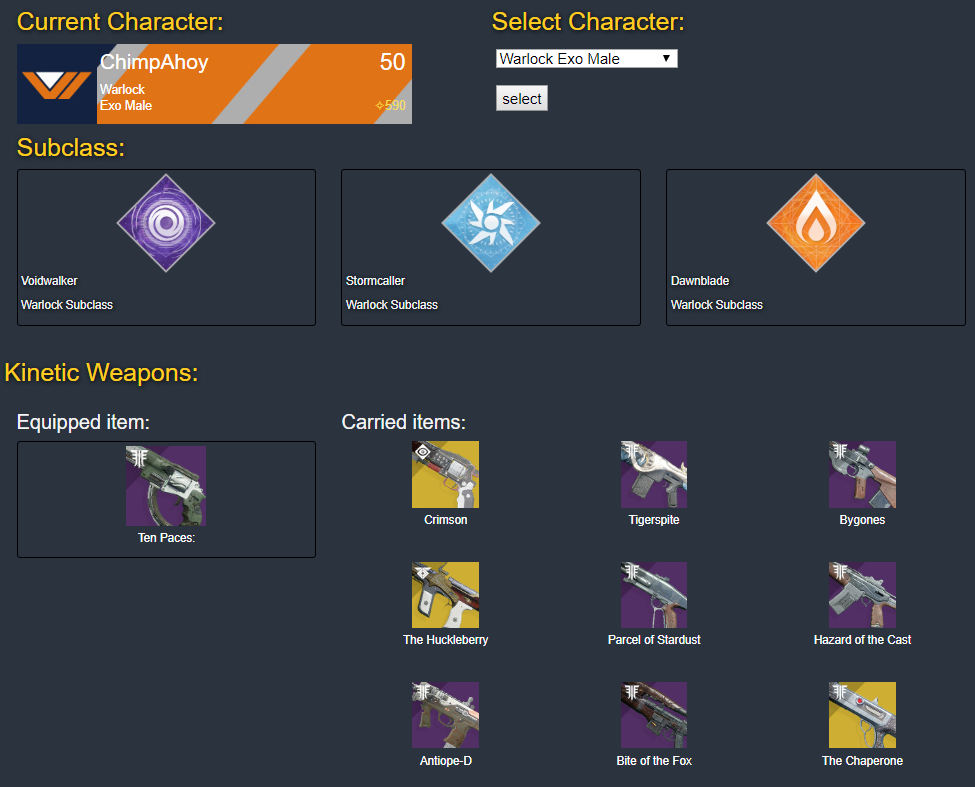 Current Character:
Select Character:
ChimpAhoy
50
Warlock
Exo Male
✧590
Warlock Exo Male
select
Subclass:
Voidwalker
Warlock Subclass
Stormcaller
Warlock Subclass
Dawnblade
Warlock Subclass
Kinetic Weapons:
Equipped item:
Carried items:
Ten Paces:
Crimson
Tigerspite
Bygones
The Huckleberry
Parcel of Stardust
Hazard of the Cast
Antiope-D
Bite of the Fox
The Chaperone